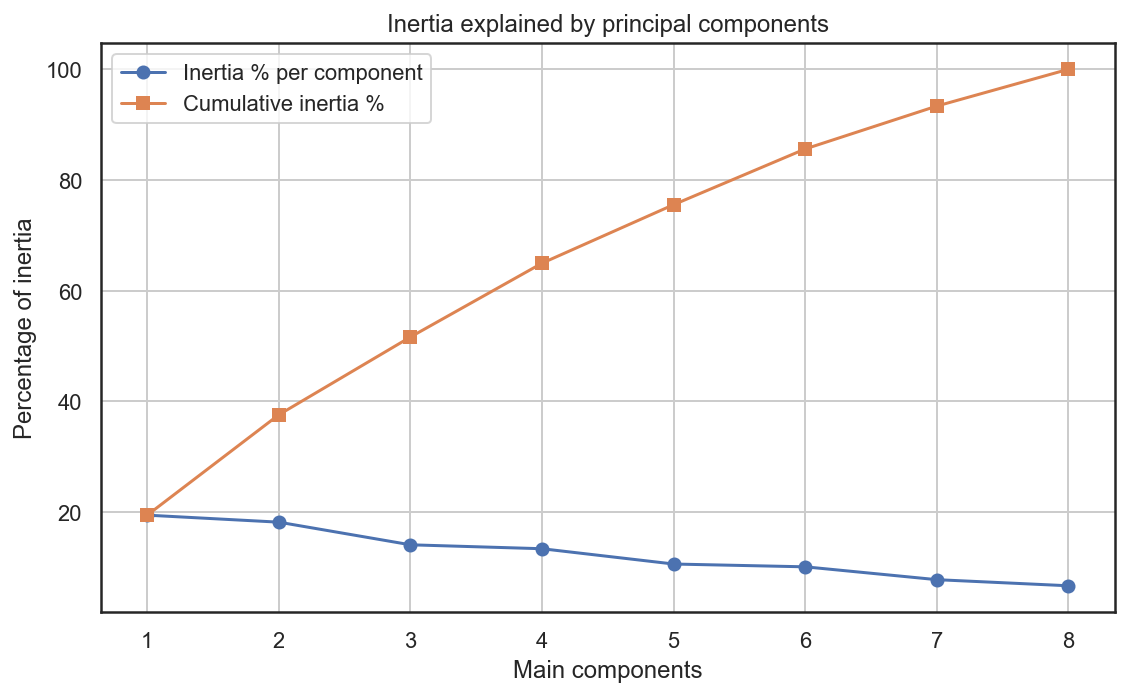 Inertia explained by principal components
Inertia % per component
Cumulative inertia %
100
80
60
40
20
Percentage of inertia
1 2 3 4 5 6 7 8
Main components